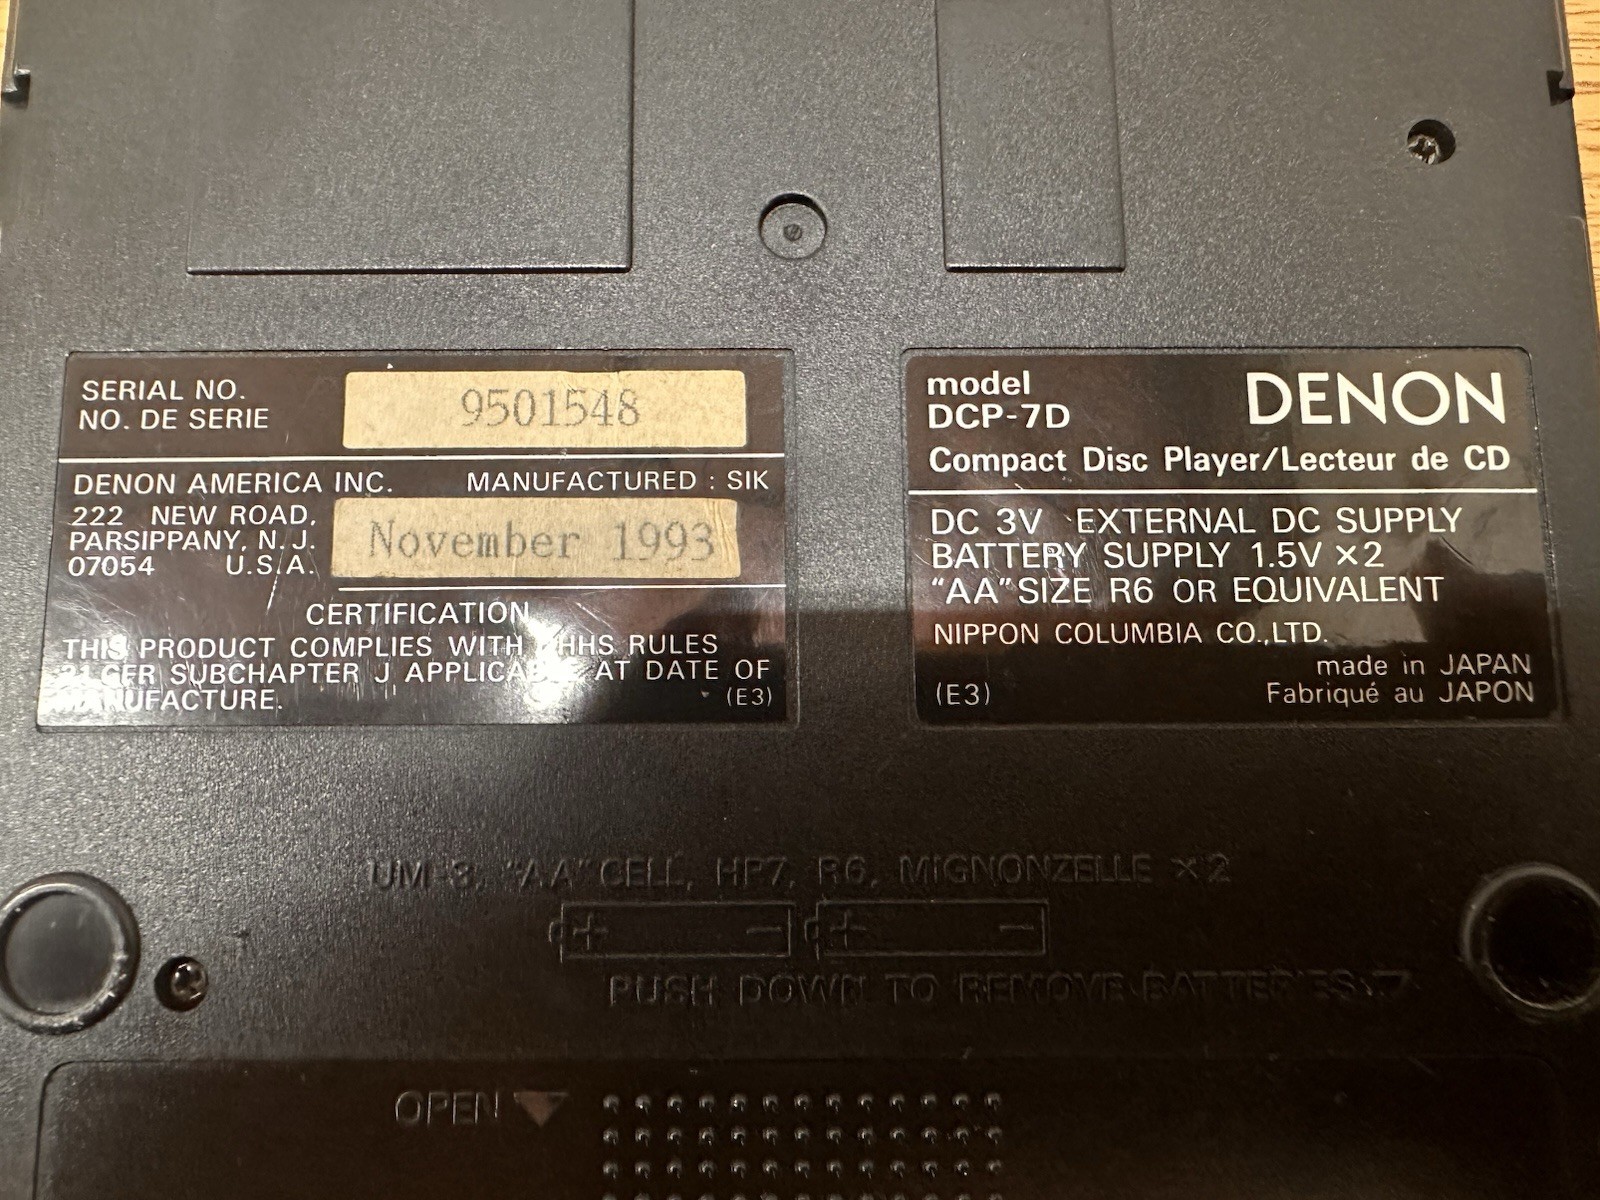 SERIAL NO.
NO. DE SERIE
9501548
DENON AMERICA INC.
MANUFACTURED : SIK
222 NEW ROAD,
PARSIPPANY, N. J.
07054 U.S.A.
November 1993
CERTIFICATION
THIS PRODUCT COMPLIES WITH HHS RULES
21 CFR SUBCHAPTER J APPLICABLE AT DATE OF
MANUFACTURE.
(E3)
model
DCP-7D
DENON
Compact Disc Player/Lecteur de CD
DC 3V EXTERNAL DC SUPPLY
BATTERY SUPPLY 1.5V ×2
“AA” SIZE R6 OR EQUIVALENT
NIPPON COLUMBIA CO.,LTD.
made in JAPAN
(E3)
Fabriqué au JAPON
UM-3, “AA” CELL, HP7, R6, MIGNONZELLE ×2
+ − + −
PUSH DOWN TO REMOVE BATTERIES
OPEN